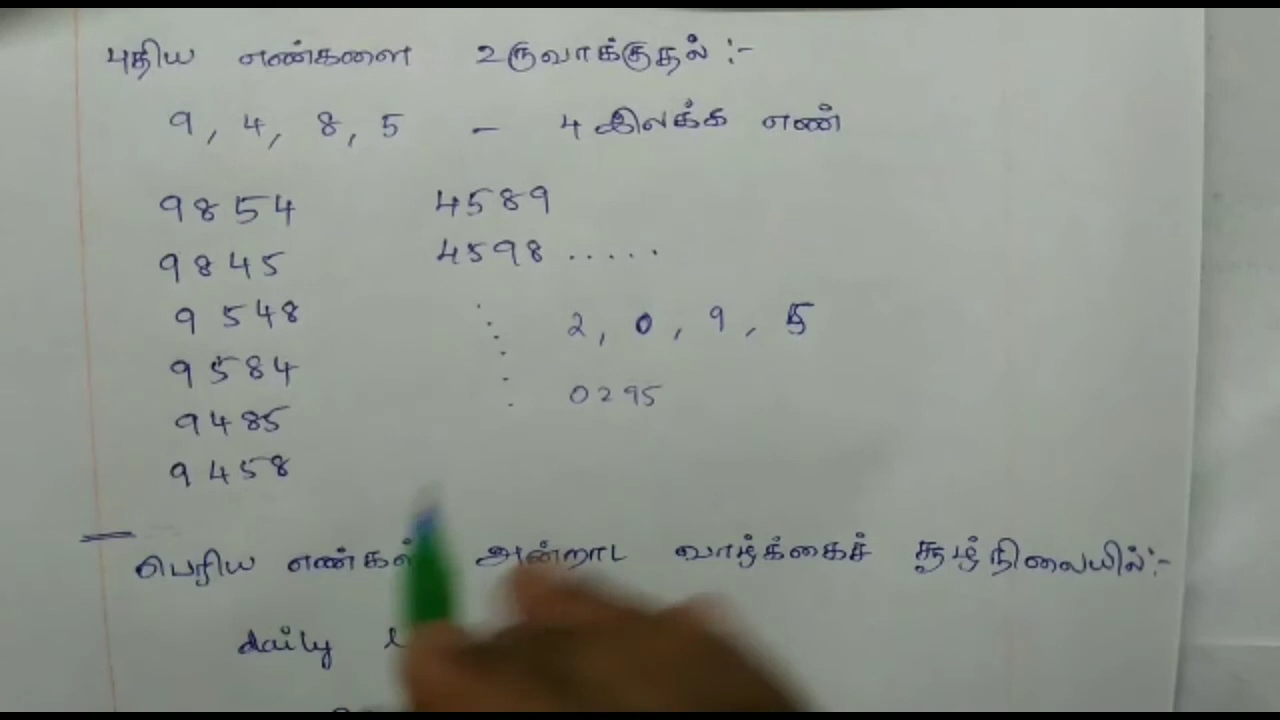 புதிய எண்களை உருவாக்குதல் :-
9 , 4 , 8 , 5 - 4 இலக்க எண்
9854 4589
9845 4598 .....
9548 2 , 0 , 9 , 5
9584 0295
9485
9458
பெரிய எண்கள் அன்றாட வாழ்க்கைச் சூழ்நிலையில் :-
daily